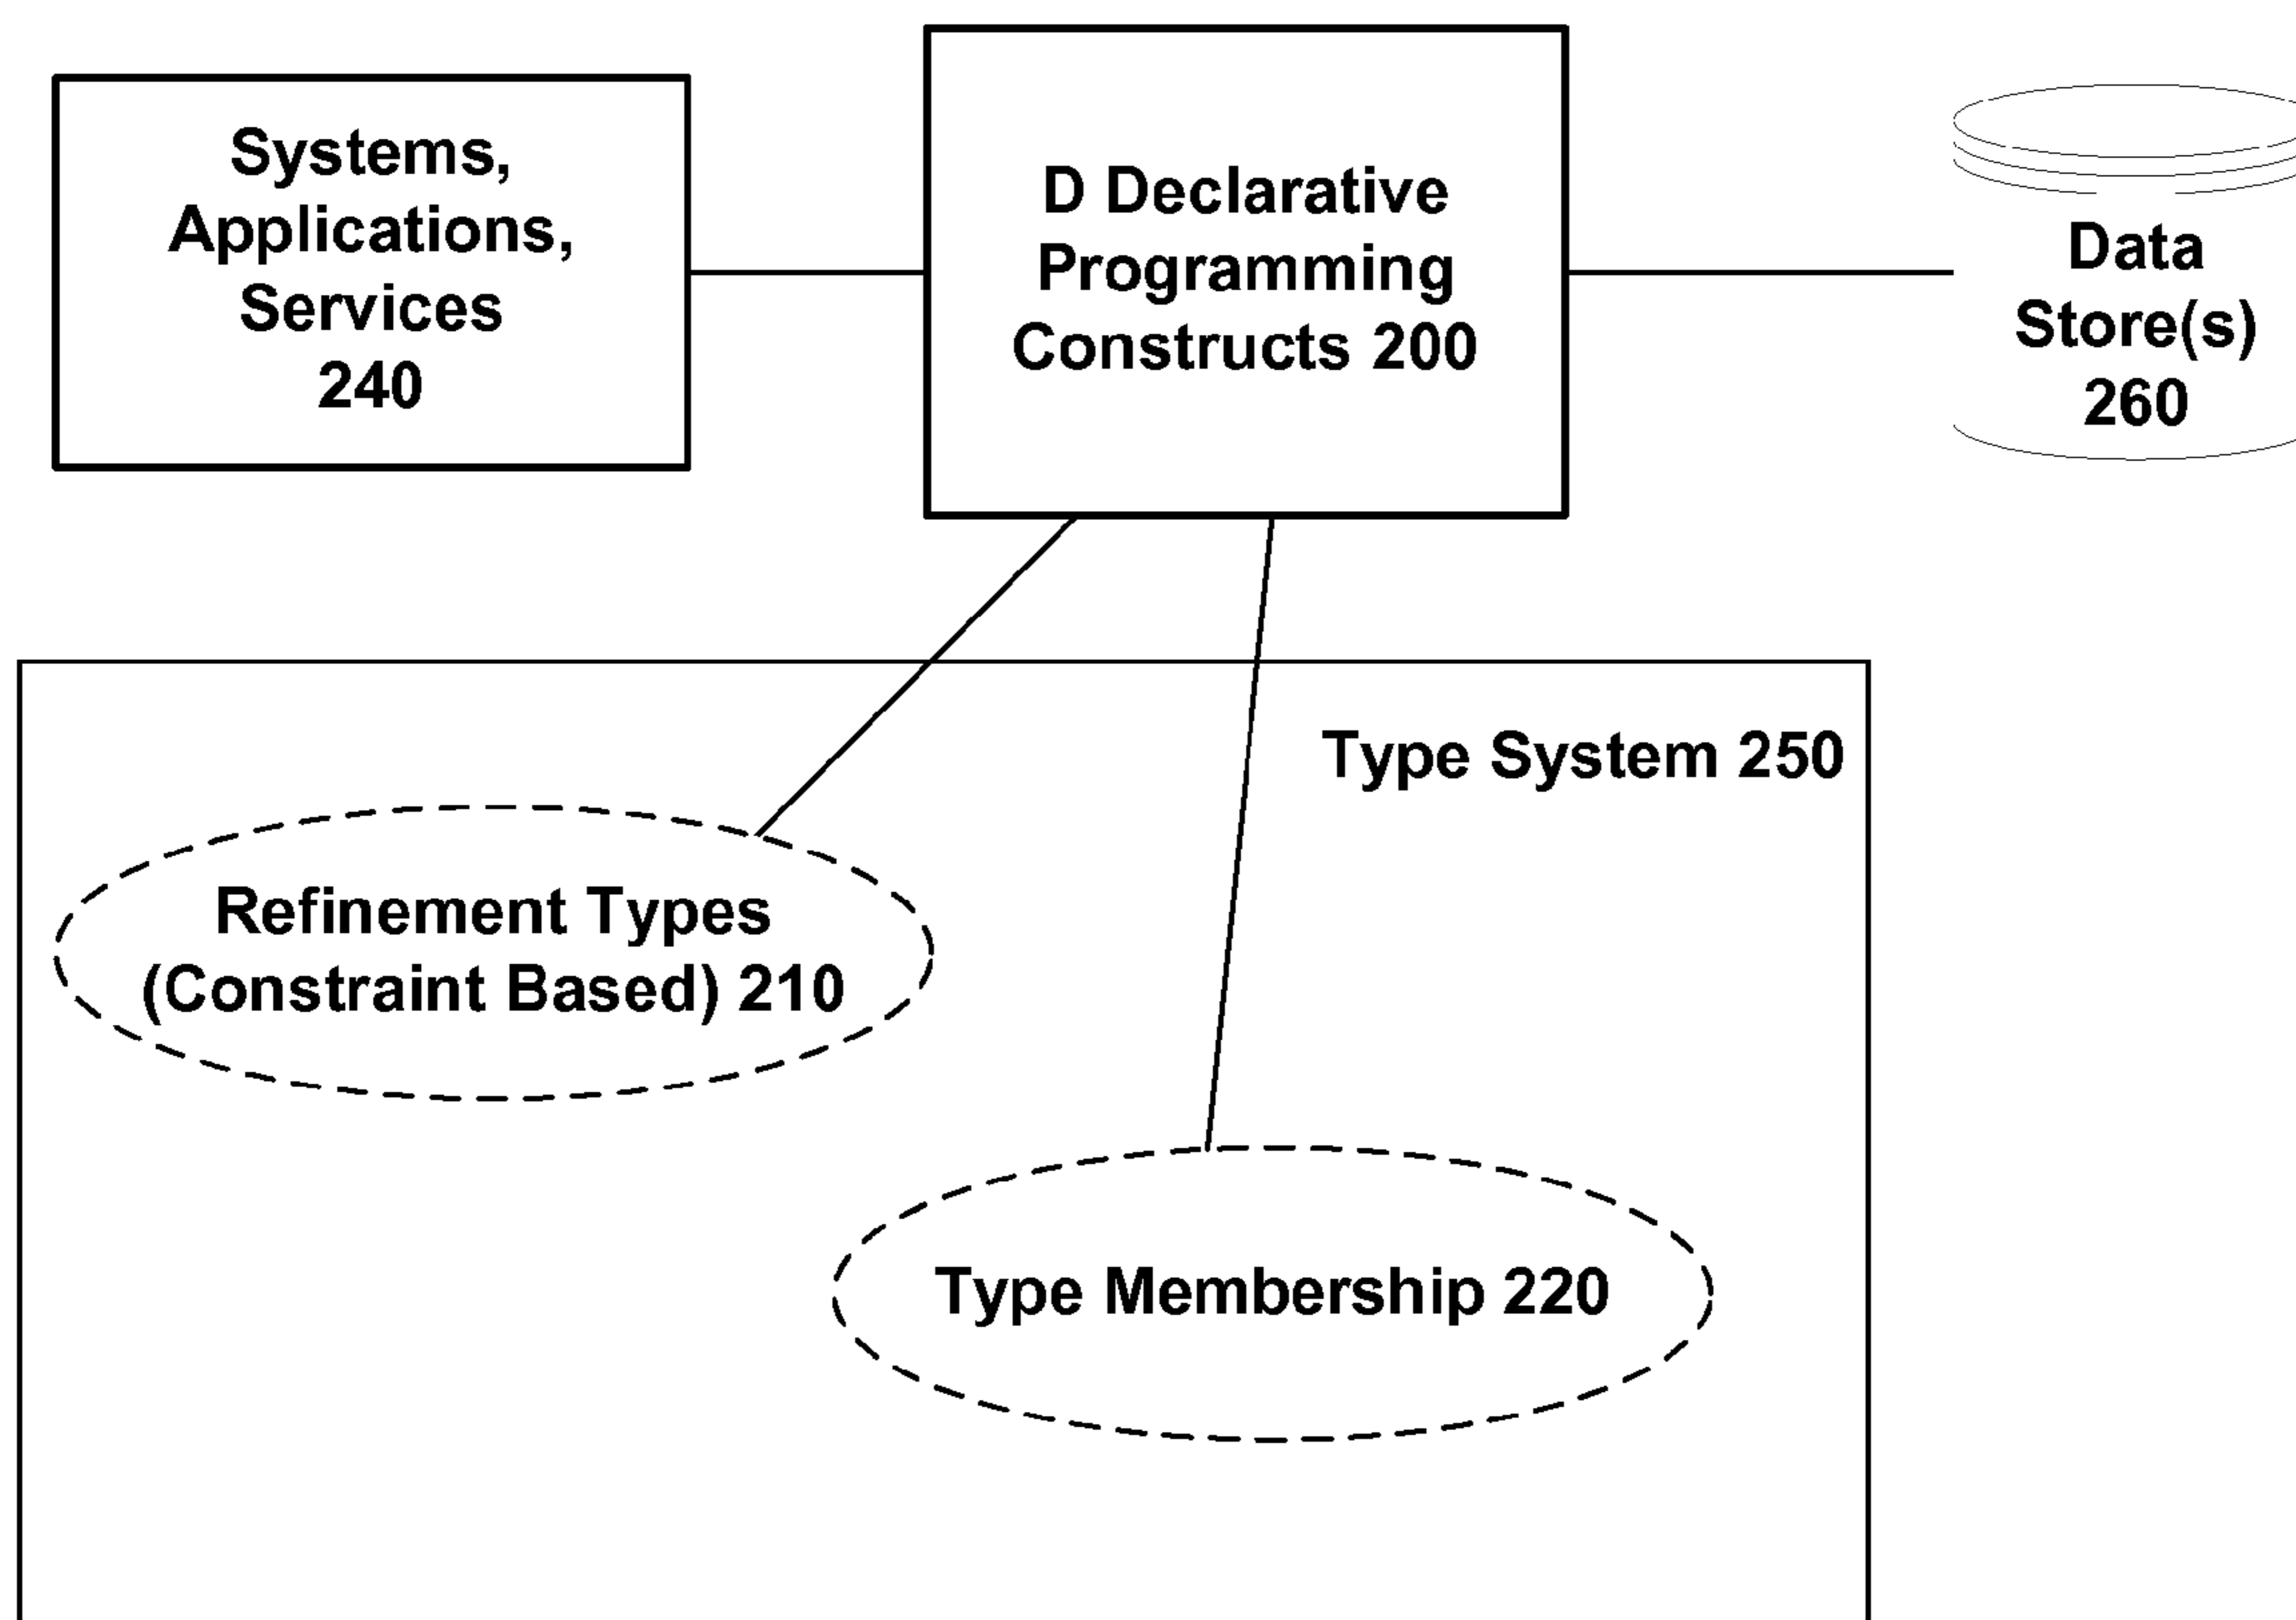 Systems,
Applications,
Services
240
D Declarative
Programming
Constructs 200
Data
Store(s)
260
Type System 250
Refinement Types
(Constraint Based) 210
Type Membership 220